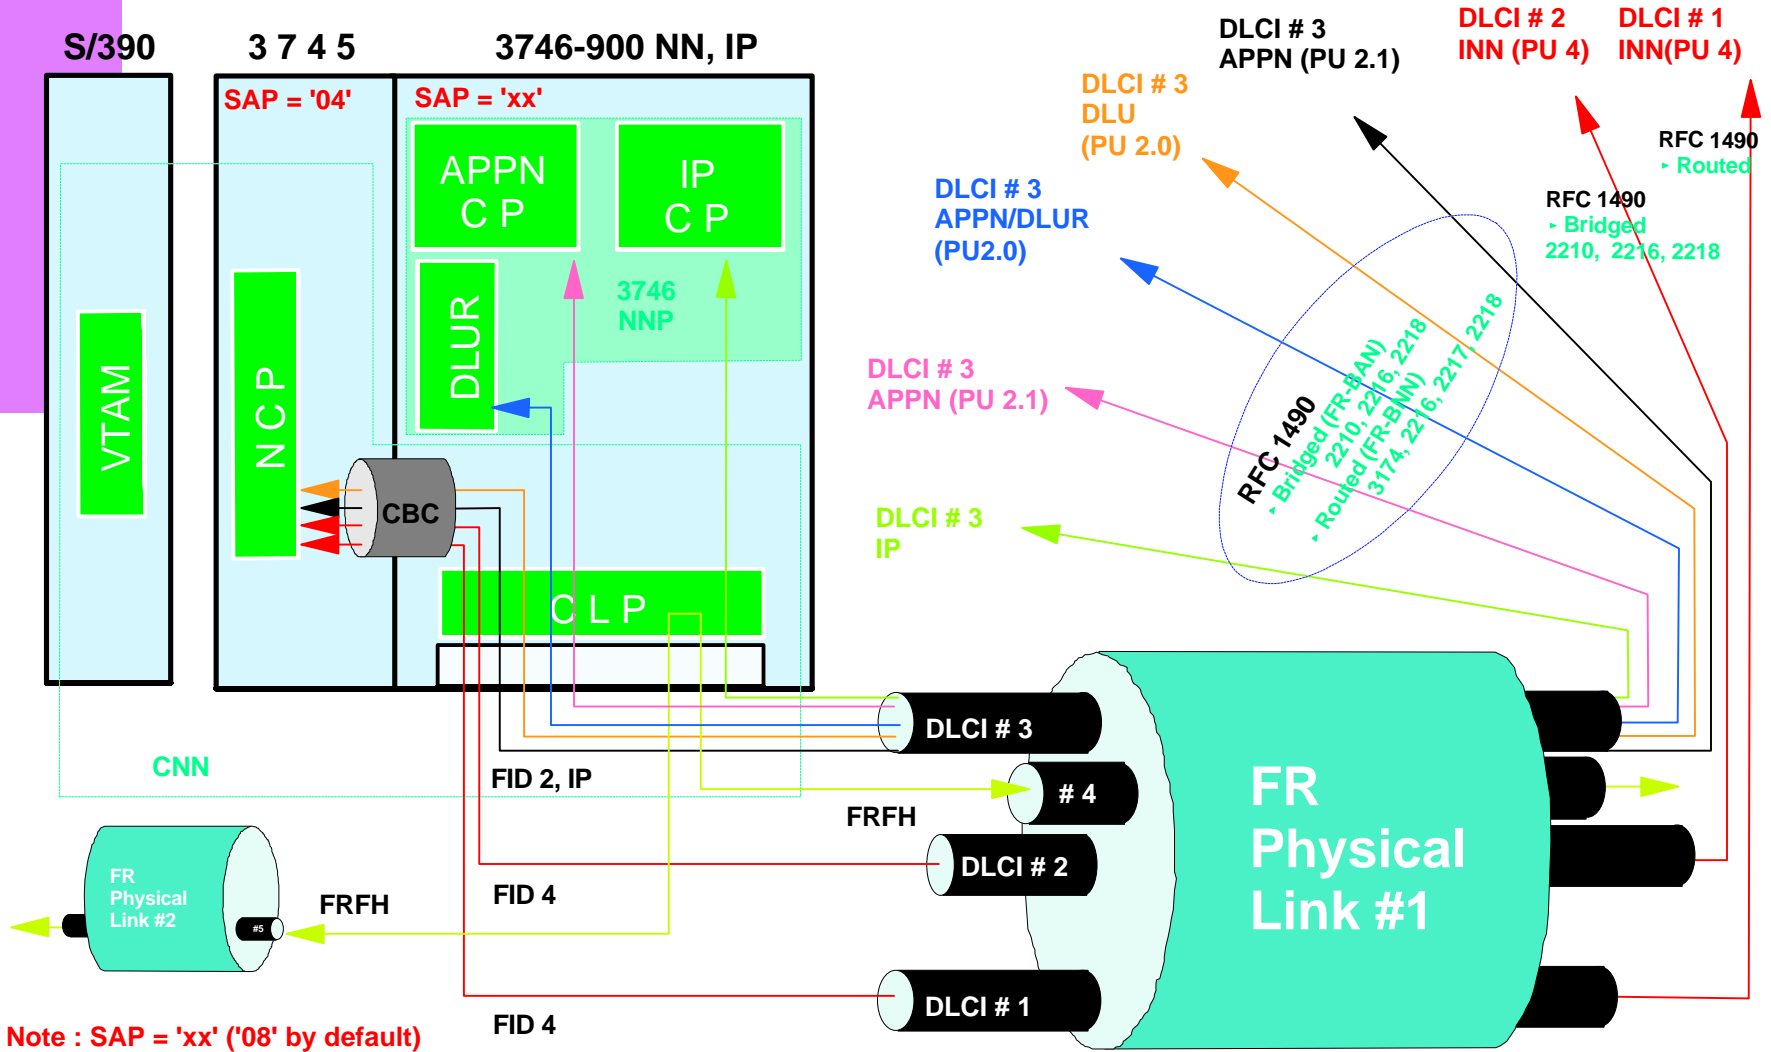 S/390
3 7 4 5
3746-900 NN, IP
SAP = '04'
SAP = 'xx'
APPN
C P
IP
C P
DLUR
3746
NNP
VTAM
N C P
CBC
C L P
CNN
FID 2, IP
FRFH
FID 4
FRFH
FID 4
DLCI # 3
# 4
DLCI # 2
DLCI # 1
FR
Physical
Link #1
FR
Physical
Link #2
#5
DLCI # 3
IP
DLCI # 3
APPN (PU 2.1)
DLCI # 3
APPN/DLUR
(PU2.0)
DLCI # 3
DLU
(PU 2.0)
DLCI # 3
APPN (PU 2.1)
DLCI # 2
INN (PU 4)
DLCI # 1
INN(PU 4)
RFC 1490
Routed
RFC 1490
Bridged
2210, 2216, 2218
RFC 1490
Bridged (FR-BAN)
2210, 2216, 2218
Routed (FR-BNN)
3174, 2216, 2217, 2218
Note : SAP = 'xx' ('08' by default)